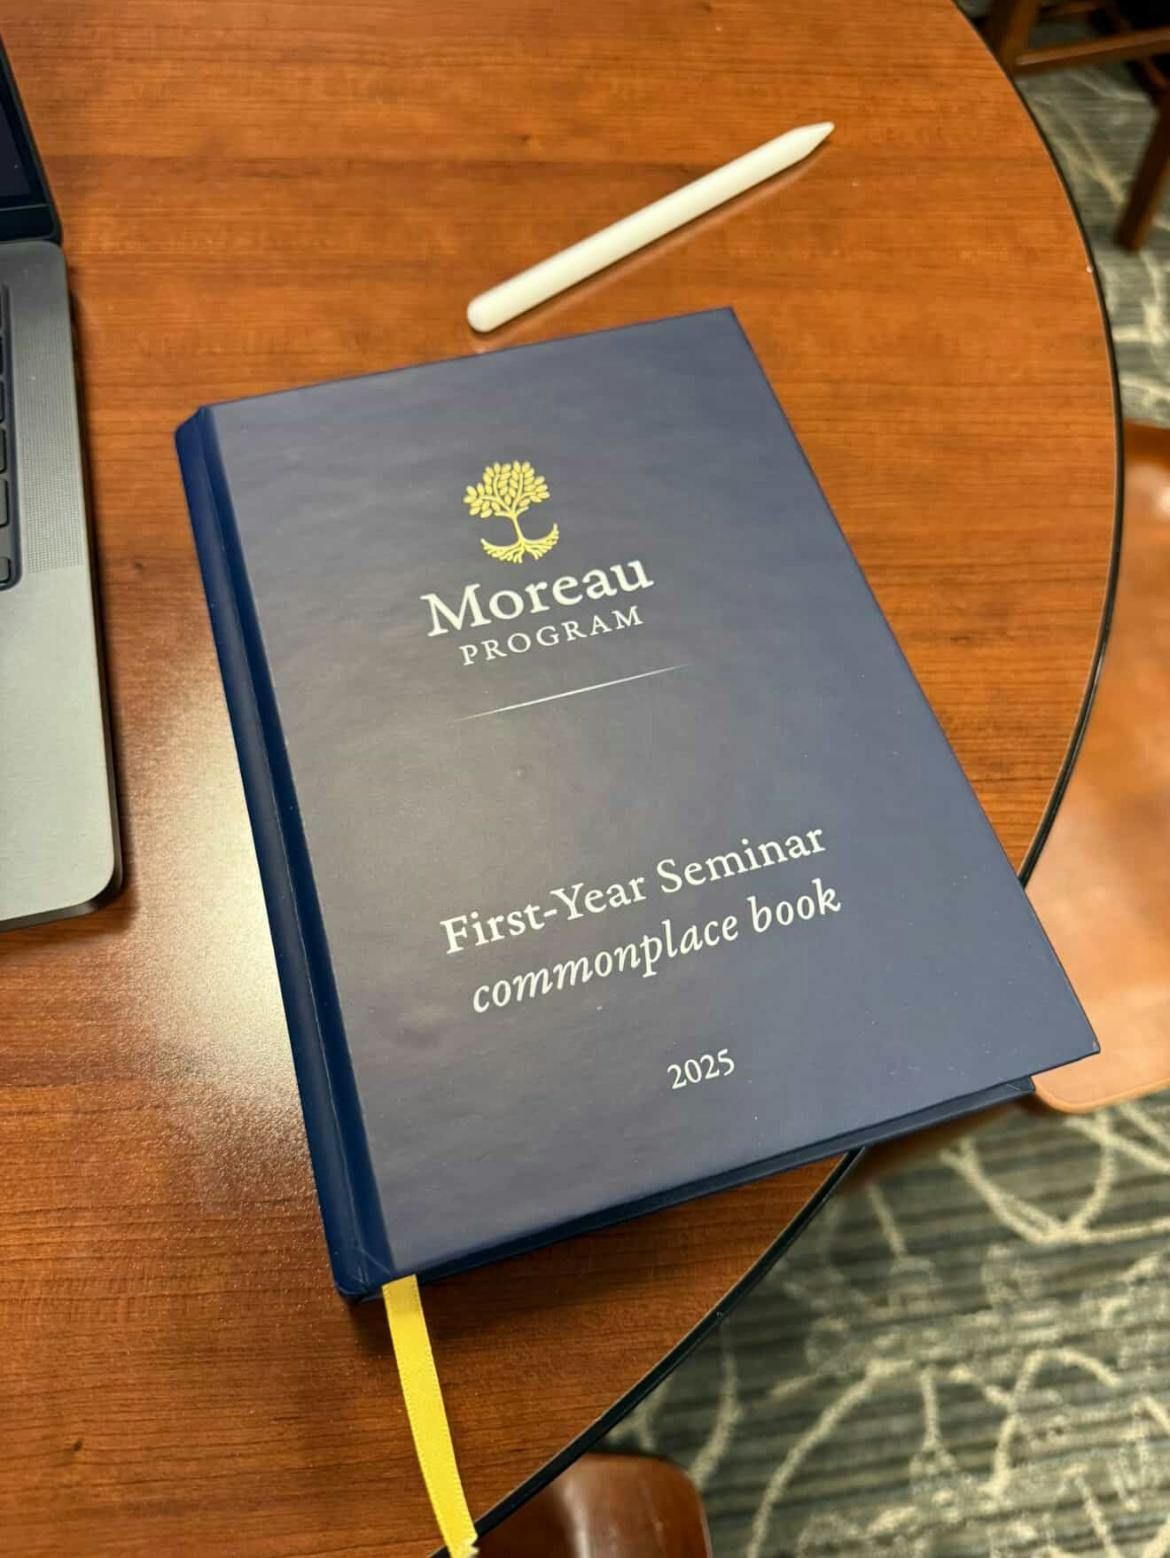 Moreau
PROGRAM
First-Year Seminar
commonplace book
2025